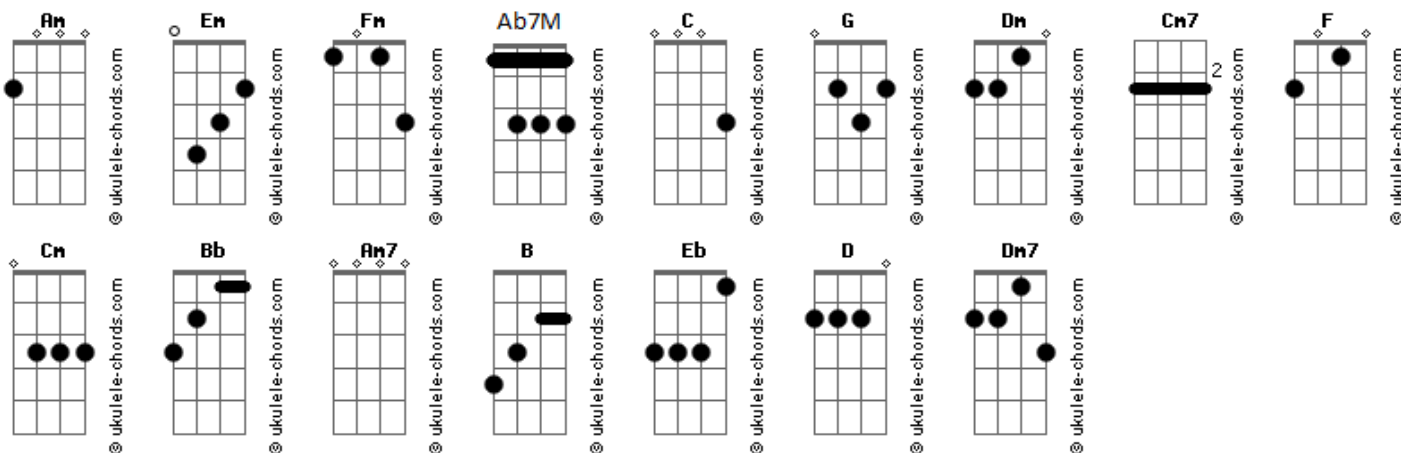 Am Em Fm Ab7M C G Dm Cm7 F
2
© ukulele-chords.com © ukulele-chords.com © ukulele-chords.com © ukulele-chords.com © ukulele-chords.com © ukulele-chords.com © ukulele-chords.com © ukulele-chords.com © ukulele-chords.com
Cm Bb Am7 B Eb D Dm7
© ukulele-chords.com © ukulele-chords.com © ukulele-chords.com © ukulele-chords.com © ukulele-chords.com © ukulele-chords.com © ukulele-chords.com